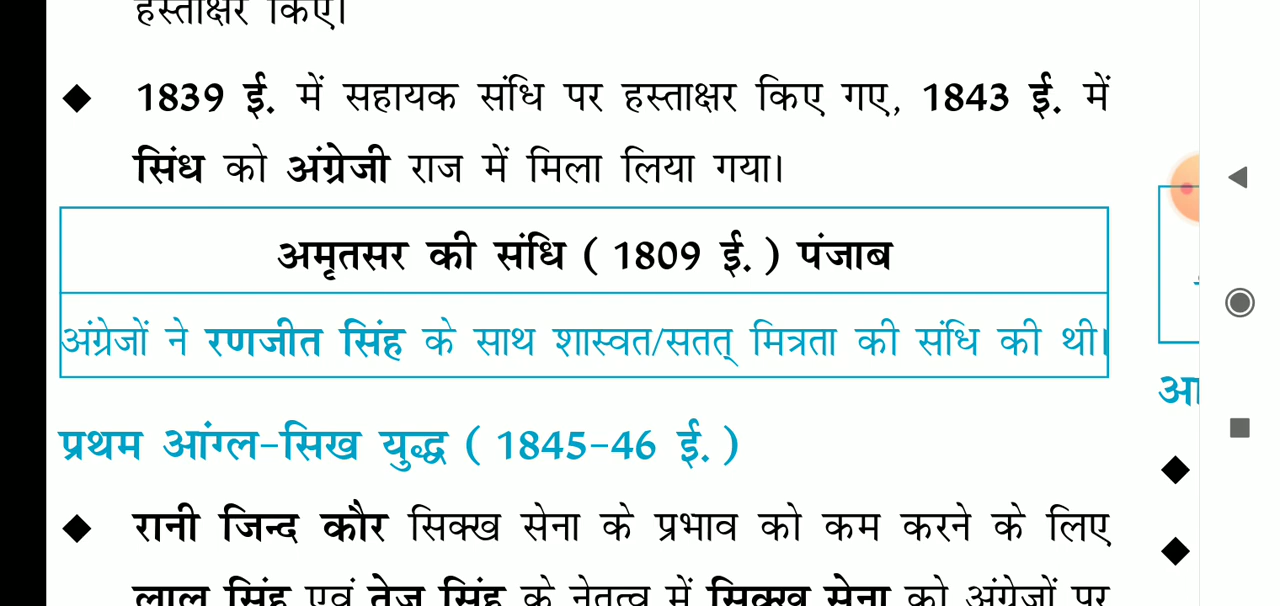 हस्ताक्षर किए।
◆ 1839 ई. में सहायक संधि पर हस्ताक्षर किए गए, 1843 ई. में
सिंध को अंग्रेजी राज में मिला लिया गया।
अमृतसर की संधि ( 1809 ई. ) पंजाब
अंग्रेजों ने रणजीत सिंह के साथ शास्वत/सतत् मित्रता की संधि की थी।
प्रथम आंग्ल-सिख युद्ध ( 1845-46 ई. )
◆ रानी जिन्द कौर सिक्ख सेना के प्रभाव को कम करने के लिए
लाल सिंह एवं तेज सिंह के नेतृत्व में सिक्ख सेना को अंग्रेजों पर